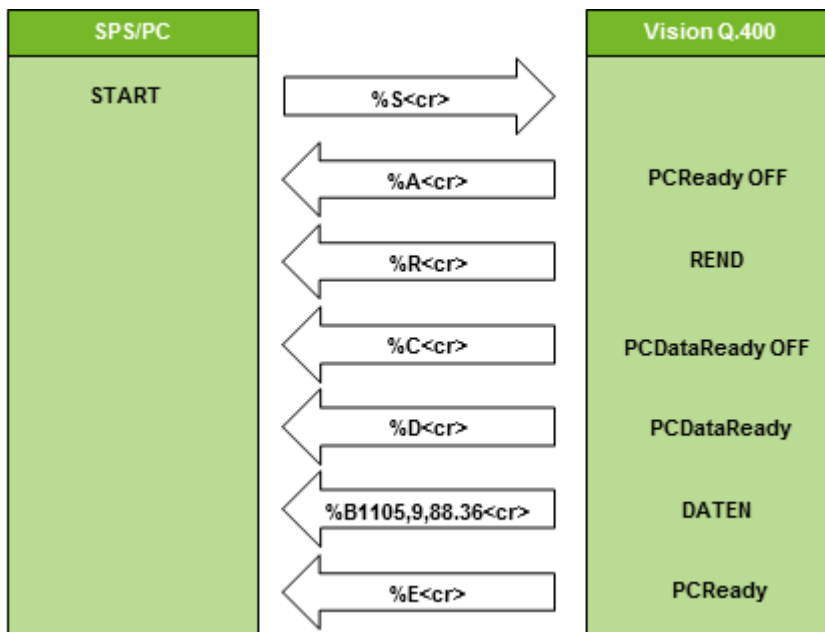 SPS/PC
Vision Q.400
START
%S<cr>
%A<cr>
PCReady OFF
%R<cr>
REND
%C<cr>
PCDataReady OFF
%D<cr>
PCDataReady
%B1105,9,88.36<cr>
DATEN
%E<cr>
PCReady